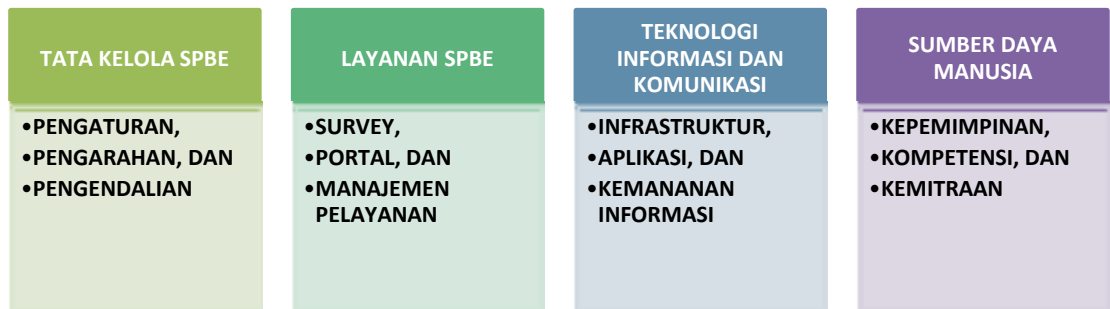 TATA KELOLA SPBE
•PENGATURAN,
•PENGARAHAN, DAN
•PENGENDALIAN
LAYANAN SPBE
•SURVEY,
•PORTAL, DAN
•MANAJEMEN
PELAYANAN
TEKNOLOGI
INFORMASI DAN
KOMUNIKASI
•INFRASTRUKTUR,
•APLIKASI, DAN
•KEMANANAN
INFORMASI
SUMBER DAYA
MANUSIA
•KEPEMIMPINAN,
•KOMPETENSI, DAN
•KEMITRAAN